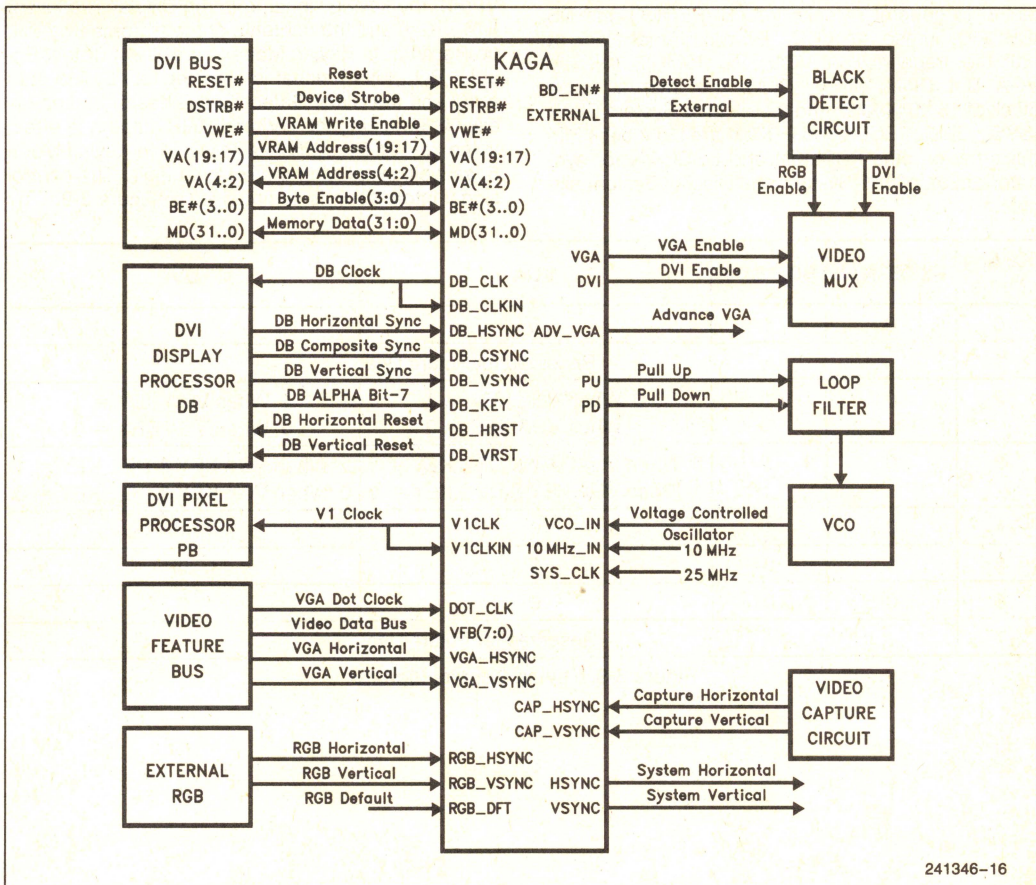 DVI BUS
RESET#
DSTRB#
VWE#
VA(19:17)
VA(4:2)
BE#(3..0)
MD(31..0)
Reset
Device Strobe
VRAM Write Enable
VRAM Address(19:17)
VRAM Address(4:2)
Byte Enable(3:0)
Memory Data(31:0)
DVI
DISPLAY
PROCESSOR
DB
DB Clock
DB Horizontal Sync
DB Composite Sync
DB Vertical Sync
DB ALPHA Bit-7
DB Horizontal Reset
DB Vertical Reset
DVI PIXEL
PROCESSOR
PB
V1 Clock
VIDEO
FEATURE
BUS
VGA Dot Clock
Video Data Bus
VGA Horizontal
VGA Vertical
EXTERNAL
RGB
RGB Horizontal
RGB Vertical
RGB Default
KAGA
RESET#
DSTRB#
VWE#
VA(19:17)
VA(4:2)
BE#(3..0)
MD(31..0)
DB_CLK
DB_CLKIN
DB_HSYNC
DB_CSYNC
DB_VSYNC
DB_KEY
DB_HRST
DB_VRST
V1CLK
V1CLKIN
DOT_CLK
VFB(7:0)
VGA_HSYNC
VGA_VSYNC
RGB_HSYNC
RGB_VSYNC
RGB_DFT
BD_EN#
EXTERNAL
VGA
DVI
ADV_VGA
PU
PD
VCO_IN
10MHz_IN
SYS_CLK
CAP_HSYNC
CAP_VSYNC
HSYNC
VSYNC
Detect Enable
External
BLACK
DETECT
CIRCUIT
RGB
Enable
DVI
Enable
VGA Enable
DVI Enable
VIDEO
MUX
Advance VGA
Pull Up
Pull Down
LOOP
FILTER
Voltage Controlled
Oscillator
10 MHz
25 MHz
VCO
Capture Horizontal
Capture Vertical
VIDEO
CAPTURE
CIRCUIT
System Horizontal
System Vertical
241346-16